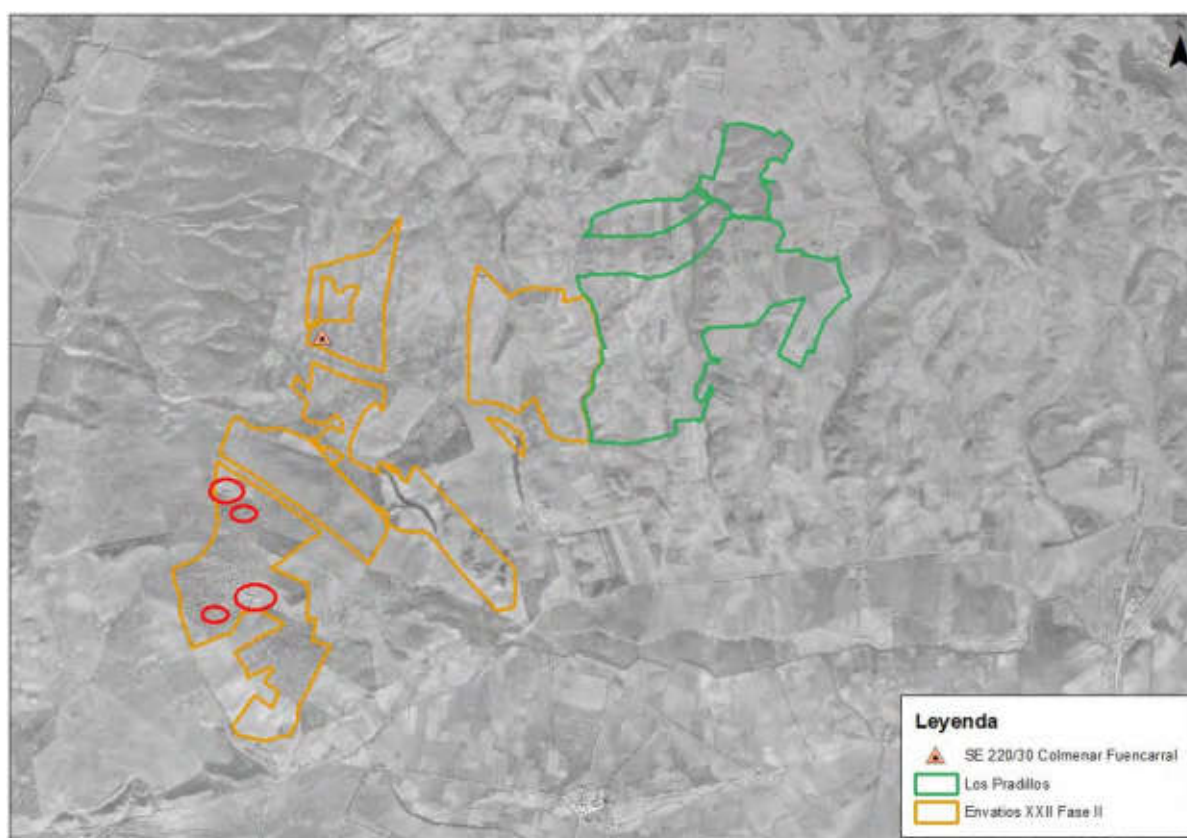 Leyenda
SE 220/30 Colmenar Fuencarral
Los Pradillos
Envatios XXII Fase II